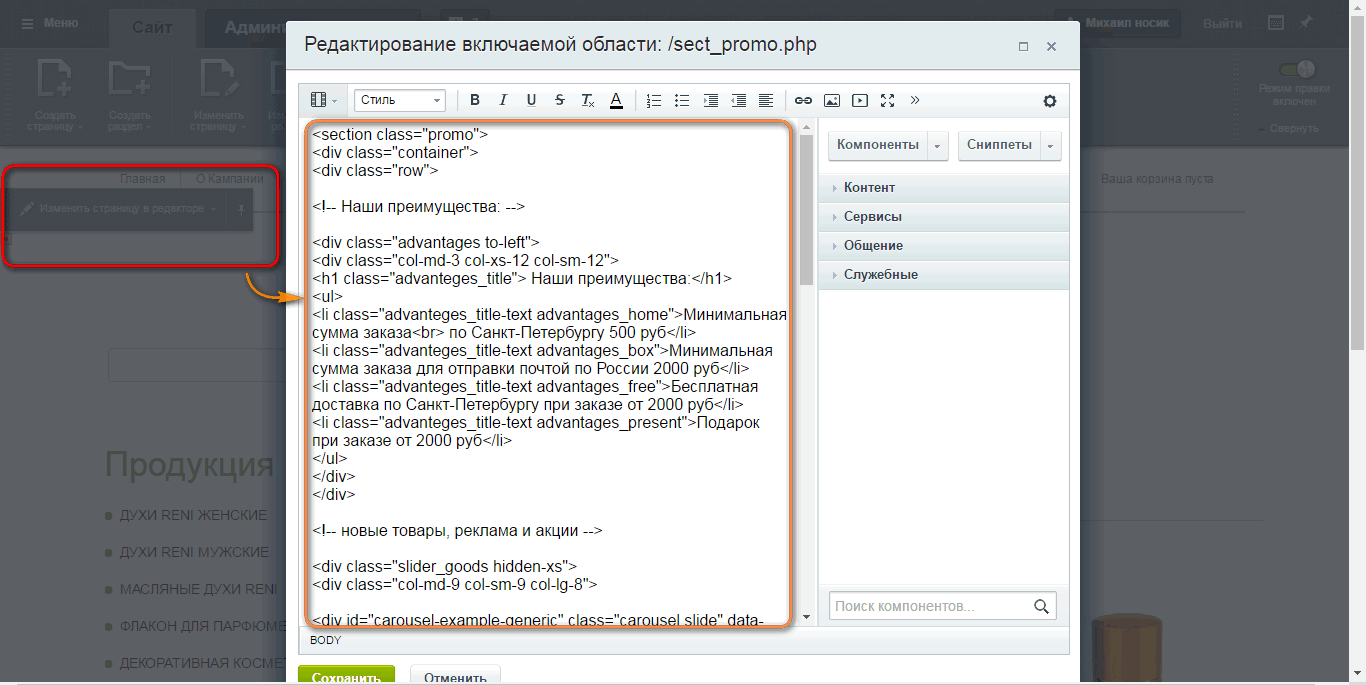 Меню
Сайт
Михаил носик
Выйти
Редактирование включаемой области: /sect_promo.php
Создать
страницу
Создать
раздел
Изменить
страницу
Режим правки
включен
Свернуть
Стиль
B I U S Tx A
<section class="promo">
<div class="container">
<div class="row">
<!-- Наши преимущества: -->
<div class="advantages to-left">
<div class="col-md-3 col-xs-12 col-sm-12">
<h1 class="advanteges_title"> Наши преимущества:</h1>
<ul>
<li class="advanteges_title-text advantages_home">Минимальная
сумма заказа<br> по Санкт-Петербургу 500 руб</li>
<li class="advanteges_title-text advantages_box">Минимальная
сумма заказа для отправки почтой по России 2000 руб</li>
<li class="advanteges_title-text advantages_free">Бесплатная
доставка по Санкт-Петербургу при заказе от 2000 руб</li>
<li class="advanteges_title-text advantages_present">Подарок
при заказе от 2000 руб</li>
</ul>
</div>
</div>
<!-- новые товары, реклама и акции -->
<div class="slider_goods hidden-xs">
<div class="col-md-9 col-sm-9 col-lg-8">
<div id="carousel-example-generic" class="carousel slide" data-
BODY
Сохранить
Отменить
Компоненты
Сниппеты
Контент
Сервисы
Общение
Служебные
Поиск компонентов...
Главная
О Кампании
Изменить страницу в редакторе
Ваша корзина пуста
Продукция
ДУХИ RENI ЖЕНСКИЕ
ДУХИ RENI МУЖСКИЕ
МАСЛЯНЫЕ ДУХИ RENI
ФЛАКОН ДЛЯ ПАРФЮМЕ
ДЕКОРАТИВНАЯ КОСМЕТ